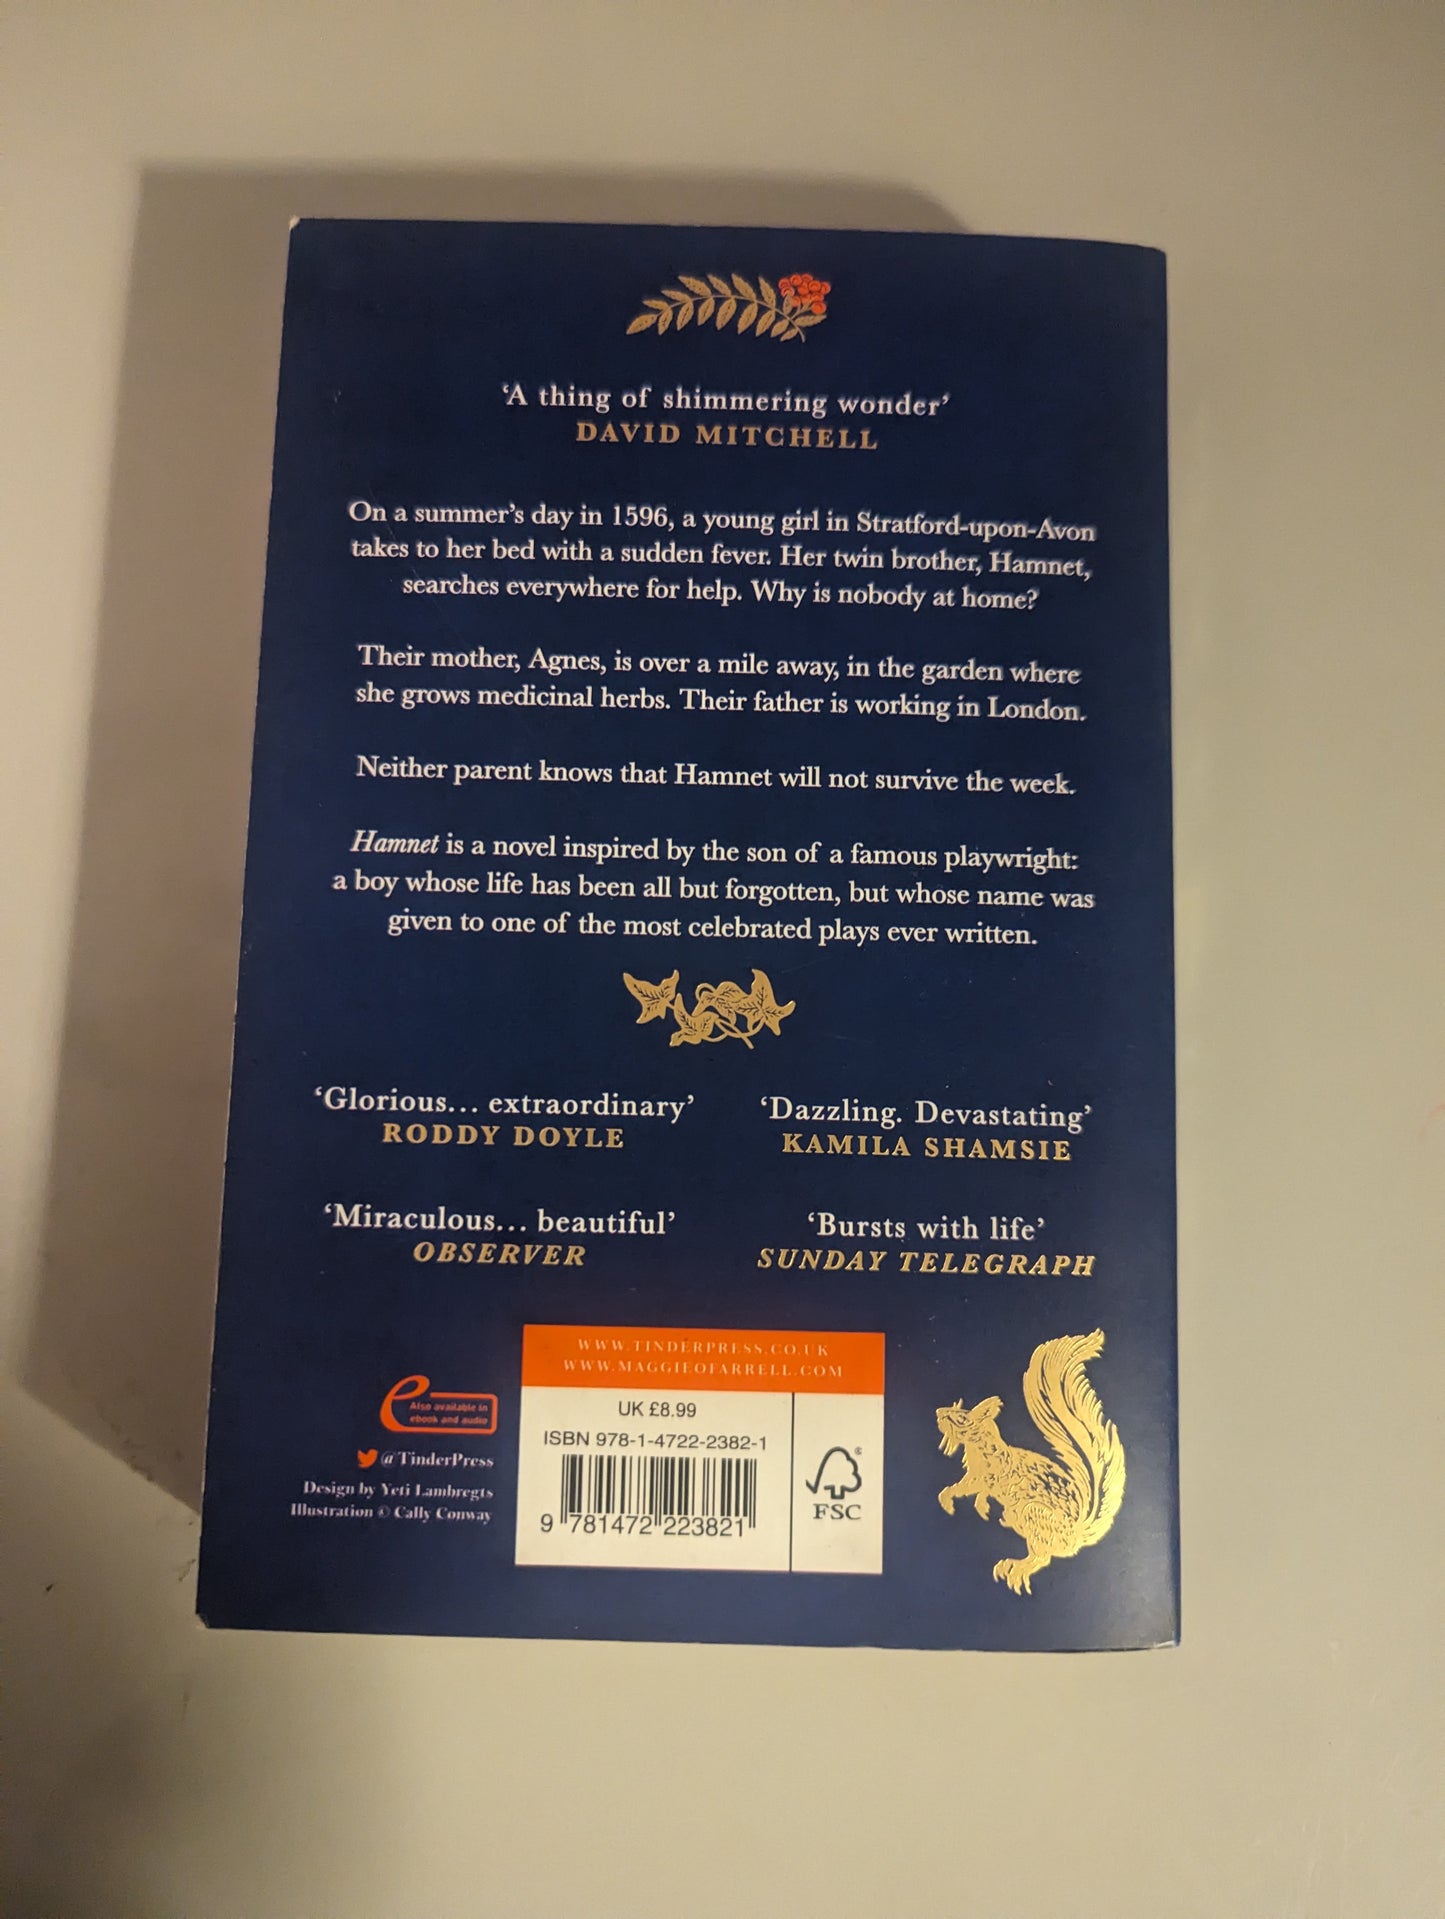 ‘A thing of shimmering wonder’
DAVID MITCHELL
On a summer’s day in 1596, a young girl in Stratford-upon-Avon
takes to her bed with a sudden fever. Her twin brother, Hamnet,
searches everywhere for help. Why is nobody at home?
Their mother, Agnes, is over a mile away, in the garden where
she grows medicinal herbs. Their father is working in London.
Neither parent knows that Hamnet will not survive the week.
Hamnet is a novel inspired by the son of a famous playwright:
a boy whose life has been all but forgotten, but whose name was
given to one of the most celebrated plays ever written.
‘Glorious... extraordinary’
RODDY DOYLE
‘Dazzling. Devastating’
KAMILA SHAMSIE
‘Miraculous... beautiful’
OBSERVER
‘Bursts with life’
SUNDAY TELEGRAPH
e
Also available in
ebook and audio
@TinderPress
Design by Yeti Lambregts
Illustration © Cally Conway
WWW.TINDERPRESS.CO.UK
WWW.MAGGIEOFARRELL.COM
UK £8.99
ISBN 978-1-4722-2382-1
9 781472 223821
®
FSC